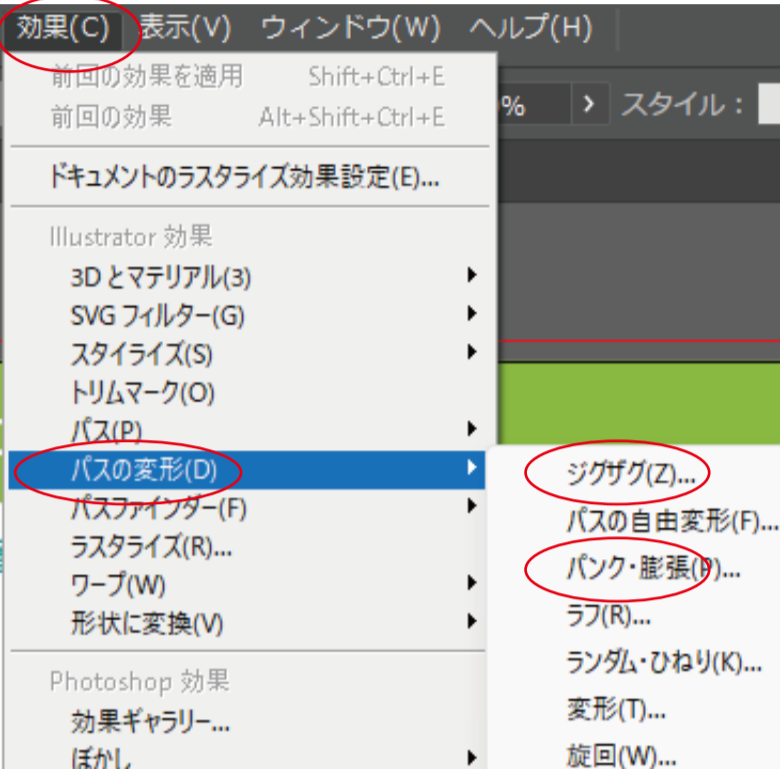 効果(C) 表示(V) ウィンドウ(W) ヘルプ(H)
前回の効果を適用 Shift+Ctrl+E
前回の効果 Alt+Shift+Ctrl+E
% スタイル：
ドキュメントのラスタライズ効果設定(E)...
Illustrator 効果
3D とマテリアル(3)
SVG フィルター(G)
スタイライズ(S)
トリムマーク(O)
パス(P)
パスの変形(D)
パスファインダー(F)
ラスタライズ(R)...
ワープ(W)
形状に変換(V)
Photoshop 効果
効果ギャラリー...
ぼかし
ジグザグ(Z)...
パスの自由変形(F)...
パンク・膨張(P)...
ラフ(R)...
ランダム・ひねり(K)...
変形(T)...
旋回(W)...